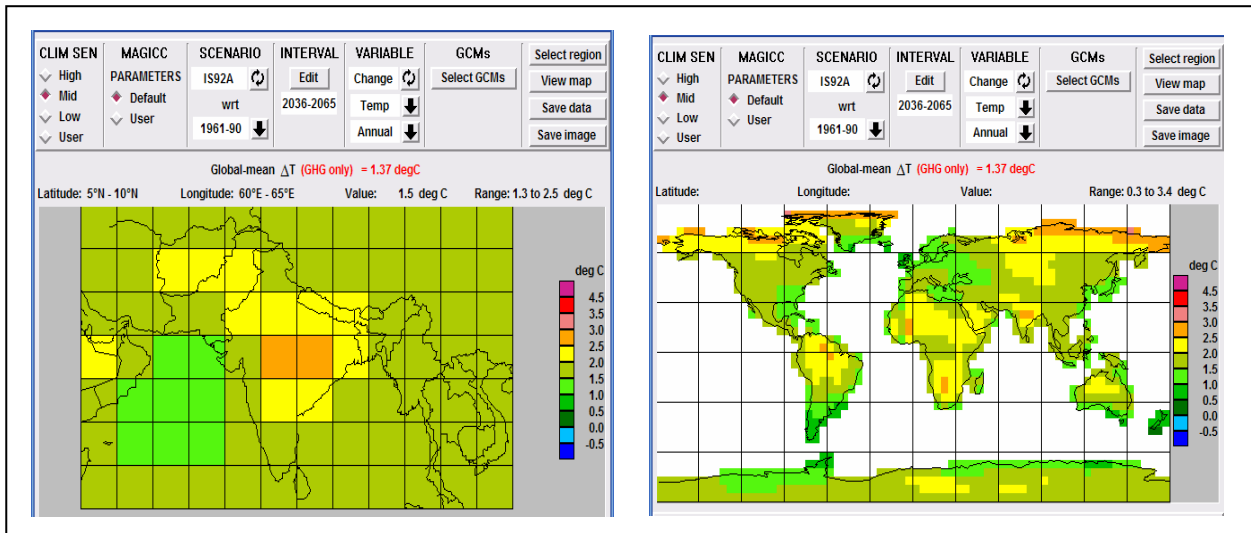 CLIM SEN
High
Mid
Low
User
MAGICC
PARAMETERS
Default
User
SCENARIO
IS92A
wrt
1961-90
INTERVAL
Edit
2036-2065
VARIABLE
Change
Temp
Annual
GCMs
Select GCMs
Select region
View map
Save data
Save image
Global-mean ΔT (GHG only) = 1.37 degC
Latitude: 5°N - 10°N Longitude: 60°E - 65°E Value: 1.5 deg C Range: 1.3 to 2.5 deg C
deg C
4.5
3.5
3.0
2.5
2.0
1.5
1.0
0.5
0.0
-0.5
CLIM SEN
High
Mid
Low
User
MAGICC
PARAMETERS
Default
User
SCENARIO
IS92A
wrt
1961-90
INTERVAL
Edit
2036-2065
VARIABLE
Change
Temp
Annual
GCMs
Select GCMs
Select region
View map
Save data
Save image
Global-mean ΔT (GHG only) = 1.37 degC
Latitude: Longitude: Value: Range: 0.3 to 3.4 deg C
deg C
4.5
3.5
3.0
2.5
2.0
1.5
1.0
0.5
0.0
-0.5